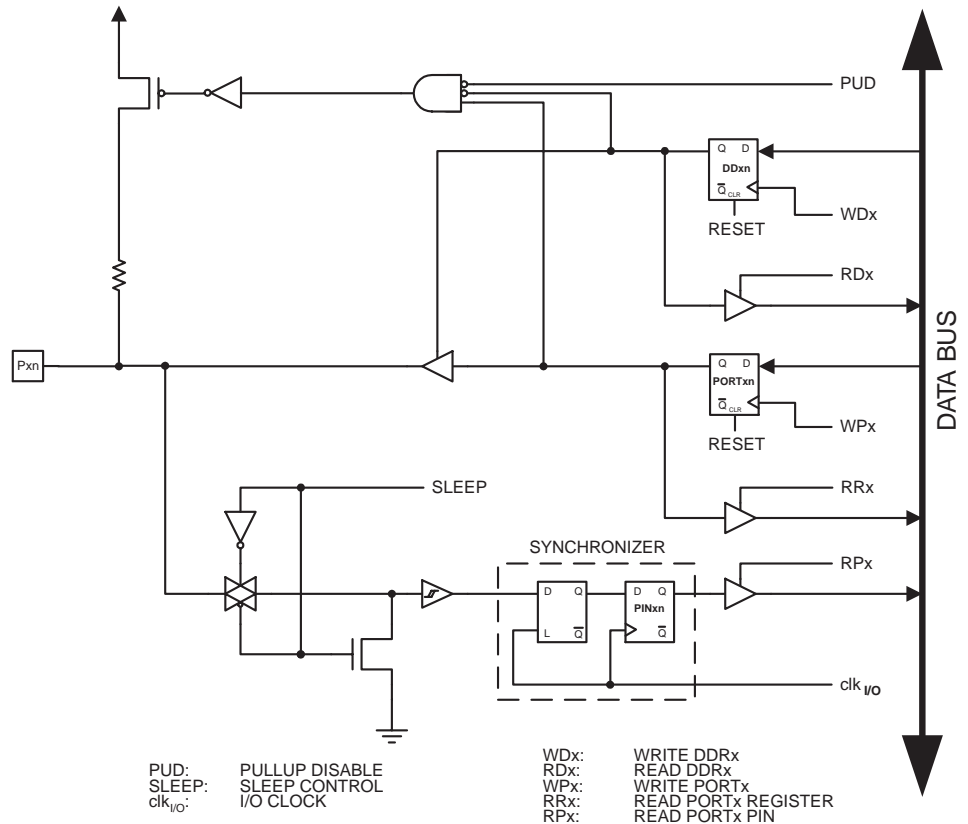 PUD
Q D
DDxn
Q CLR
WDx
RESET
RDx
Pxn
Q D
PORTxn
Q CLR
WPx
RESET
DATA BUS
SLEEP
RRx
SYNCHRONIZER
RPx
D Q
L Q
D Q
PINxn
Q
clk I/O
PUD: PULLUP DISABLE
SLEEP: SLEEP CONTROL
clkI/O: I/O CLOCK
WDx: WRITE DDRx
RDx: READ DDRx
WPx: WRITE PORTx
RRx: READ PORTx REGISTER
RPx: READ PORTx PIN